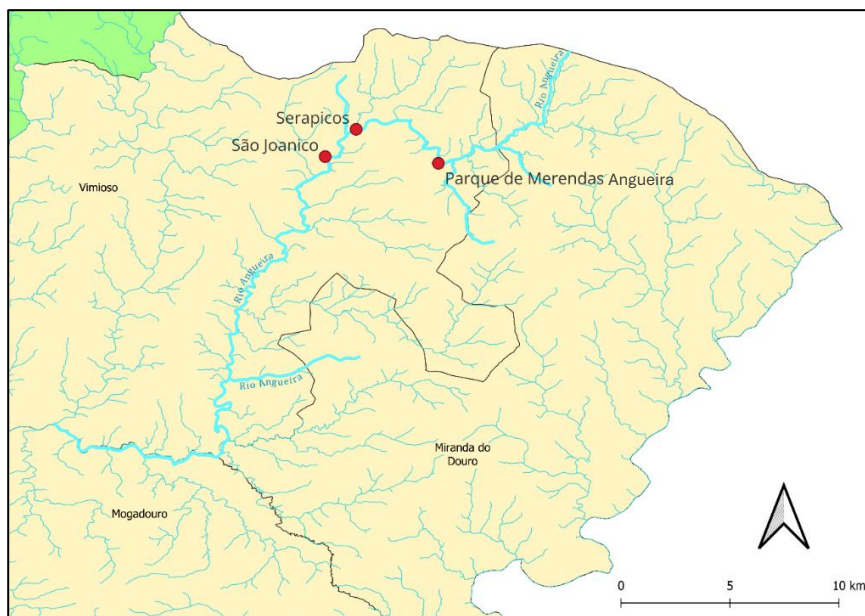 Rio Angueira
Serapicos
São Joanico
Parque de Merendas Angueira
Vimioso
Rio Angueira
Rio Angueira
Miranda do
Douro
Mogadouro
0 5 10 km